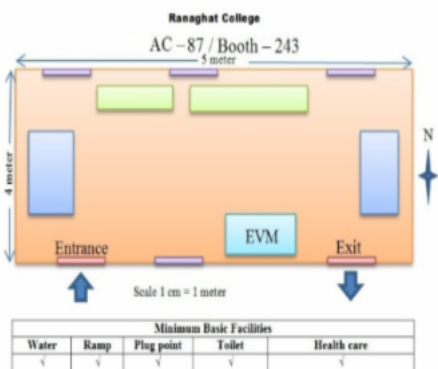 Ranaghat College
AC – 87 / Booth – 243
5 meter
4 meter
N
EVM
Entrance
Exit
Scale 1 cm = 1 meter
Minimum Basic Facilities
Water Ramp Plug point Toilet Health care
√ √ √ √ √